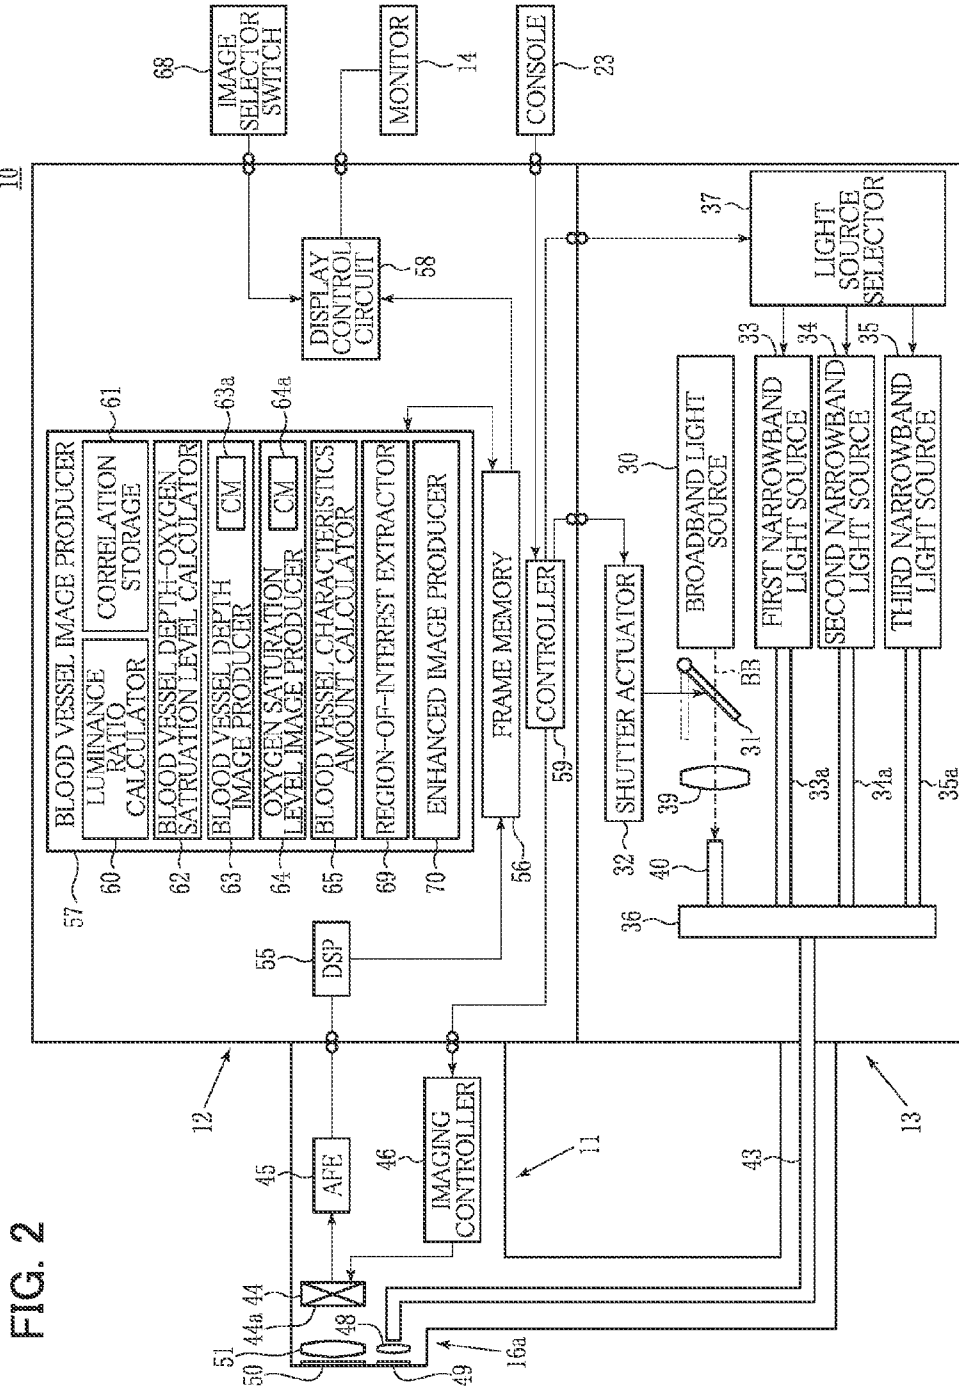 FIG. 2
10
68
IMAGE
SELECTOR
SWITCH
MONITOR
14
CONSOLE
23
12
57
BLOOD VESSEL IMAGE PRODUCER
60
LUMINANCE
RATIO
CALCULATOR
CORRELATION
STORAGE
61
62
BLOOD VESSEL DEPTH-OXYGEN
SATRUATION LEVEL CALCULATOR
63
BLOOD VESSEL DEPTH
IMAGE PRODUCER
CM
63a
64
OXYGEN SATURATION
LEVEL IMAGE PRODUCER
CM
64a
65
BLOOD VESSEL CHARACTERISTICS
AMOUNT CALCULATOR
69
REGION-OF-INTEREST EXTRACTOR
70
ENHANCED IMAGE PRODUCER
DISPLAY
CONTROL
CIRCUIT
58
55
DSP
56
FRAME MEMORY
CONTROLLER
59
45
AFE
46
IMAGING
CONTROLLER
11
44
44a
51
50
48
49
16a
43
13
32
SHUTTER ACTUATOR
30
BROADBAND LIGHT
SOURCE
BB
31
39
40
36
33
FIRST NARROWBAND
LIGHT SOURCE
33a
34
SECOND NARROWBAND
LIGHT SOURCE
34a
35
THIRD NARROWBAND
LIGHT SOURCE
35a
37
LIGHT
SOURCE
SELECTOR